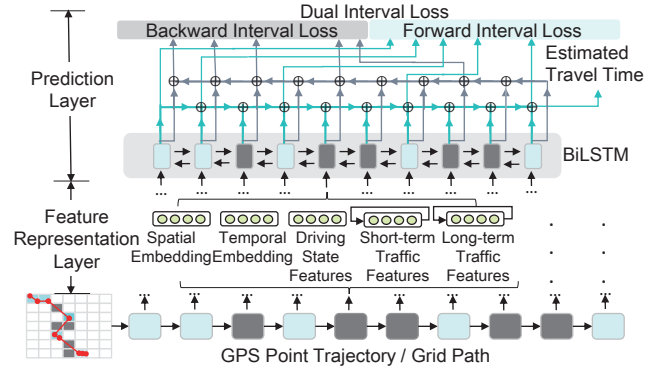 Dual Interval Loss
Backward Interval Loss
Forward Interval Loss
Estimated
Travel Time
Prediction
Layer
BiLSTM
...
...
...
...
...
...
...
...
...
...
Feature
Representation
Layer
Spatial
Embedding
Temporal
Embedding
Driving
State
Features
Short-term
Traffic
Features
Long-term
Traffic
Features
...
...
...
...
...
...
...
...
...
...
GPS Point Trajectory / Grid Path